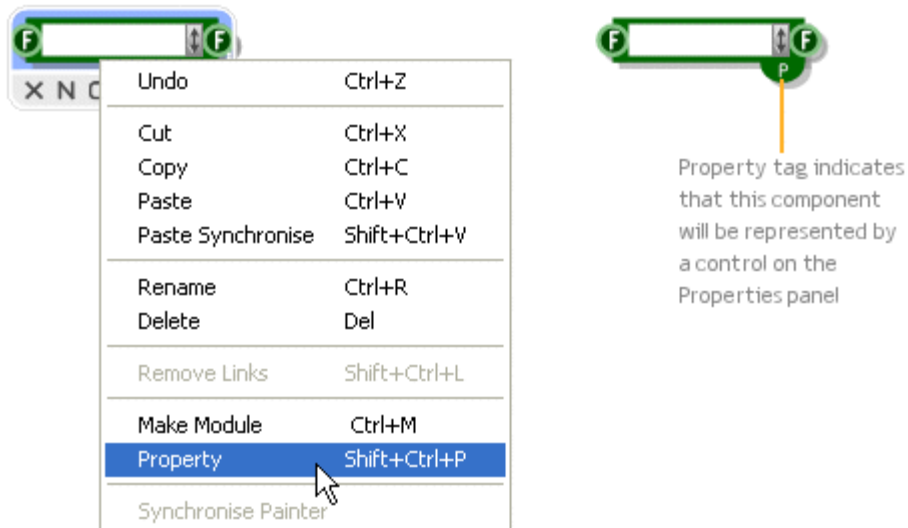 F F
X N
Undo Ctrl+Z
Cut Ctrl+X
Copy Ctrl+C
Paste Ctrl+V
Paste Synchronise Shift+Ctrl+V
Rename Ctrl+R
Delete Del
Remove Links Shift+Ctrl+L
Make Module Ctrl+M
Property Shift+Ctrl+P
Synchronise Painter
F F
P
Property tag indicates
that this component
will be represented by
a control on the
Properties panel